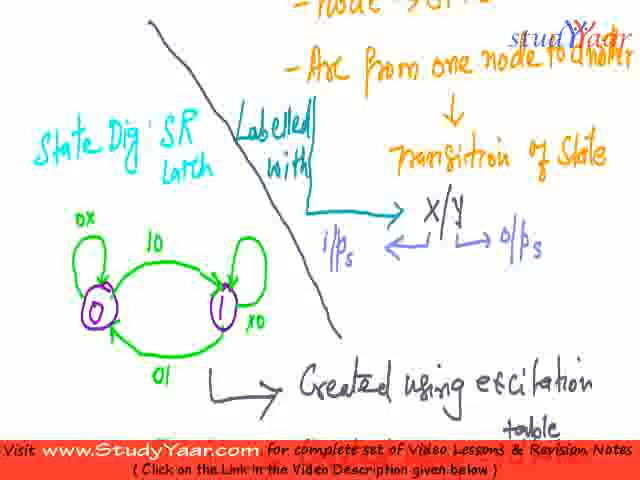 studYYaar
- Arc from one node to another
Labelled with
Transition of State
State Dig: SR
Latch
X/Y
i/ps
o/ps
0x
10
0
1
x0
01
Created using excitation
table
Visit www.StudyYaar.com for complete set of Video Lessons & Revision Notes
( Click on the Link in the Video Description given below )